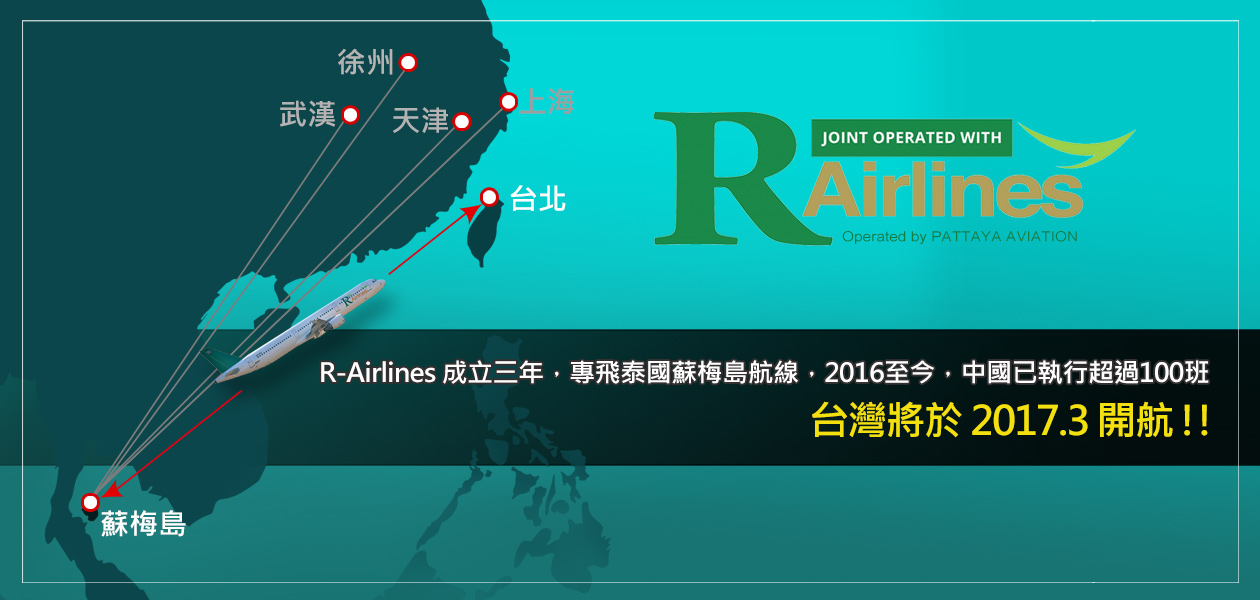 徐州
武漢
天津
上海
台北
R
JOINT OPERATED WITH
Airlines
Operated by PATTAYA AVIATION
R-Airlines 成立三年，專飛泰國蘇梅島航線，2016至今，中國已執行超過100班
台灣將於 2017.3 開航 ! !
蘇梅島